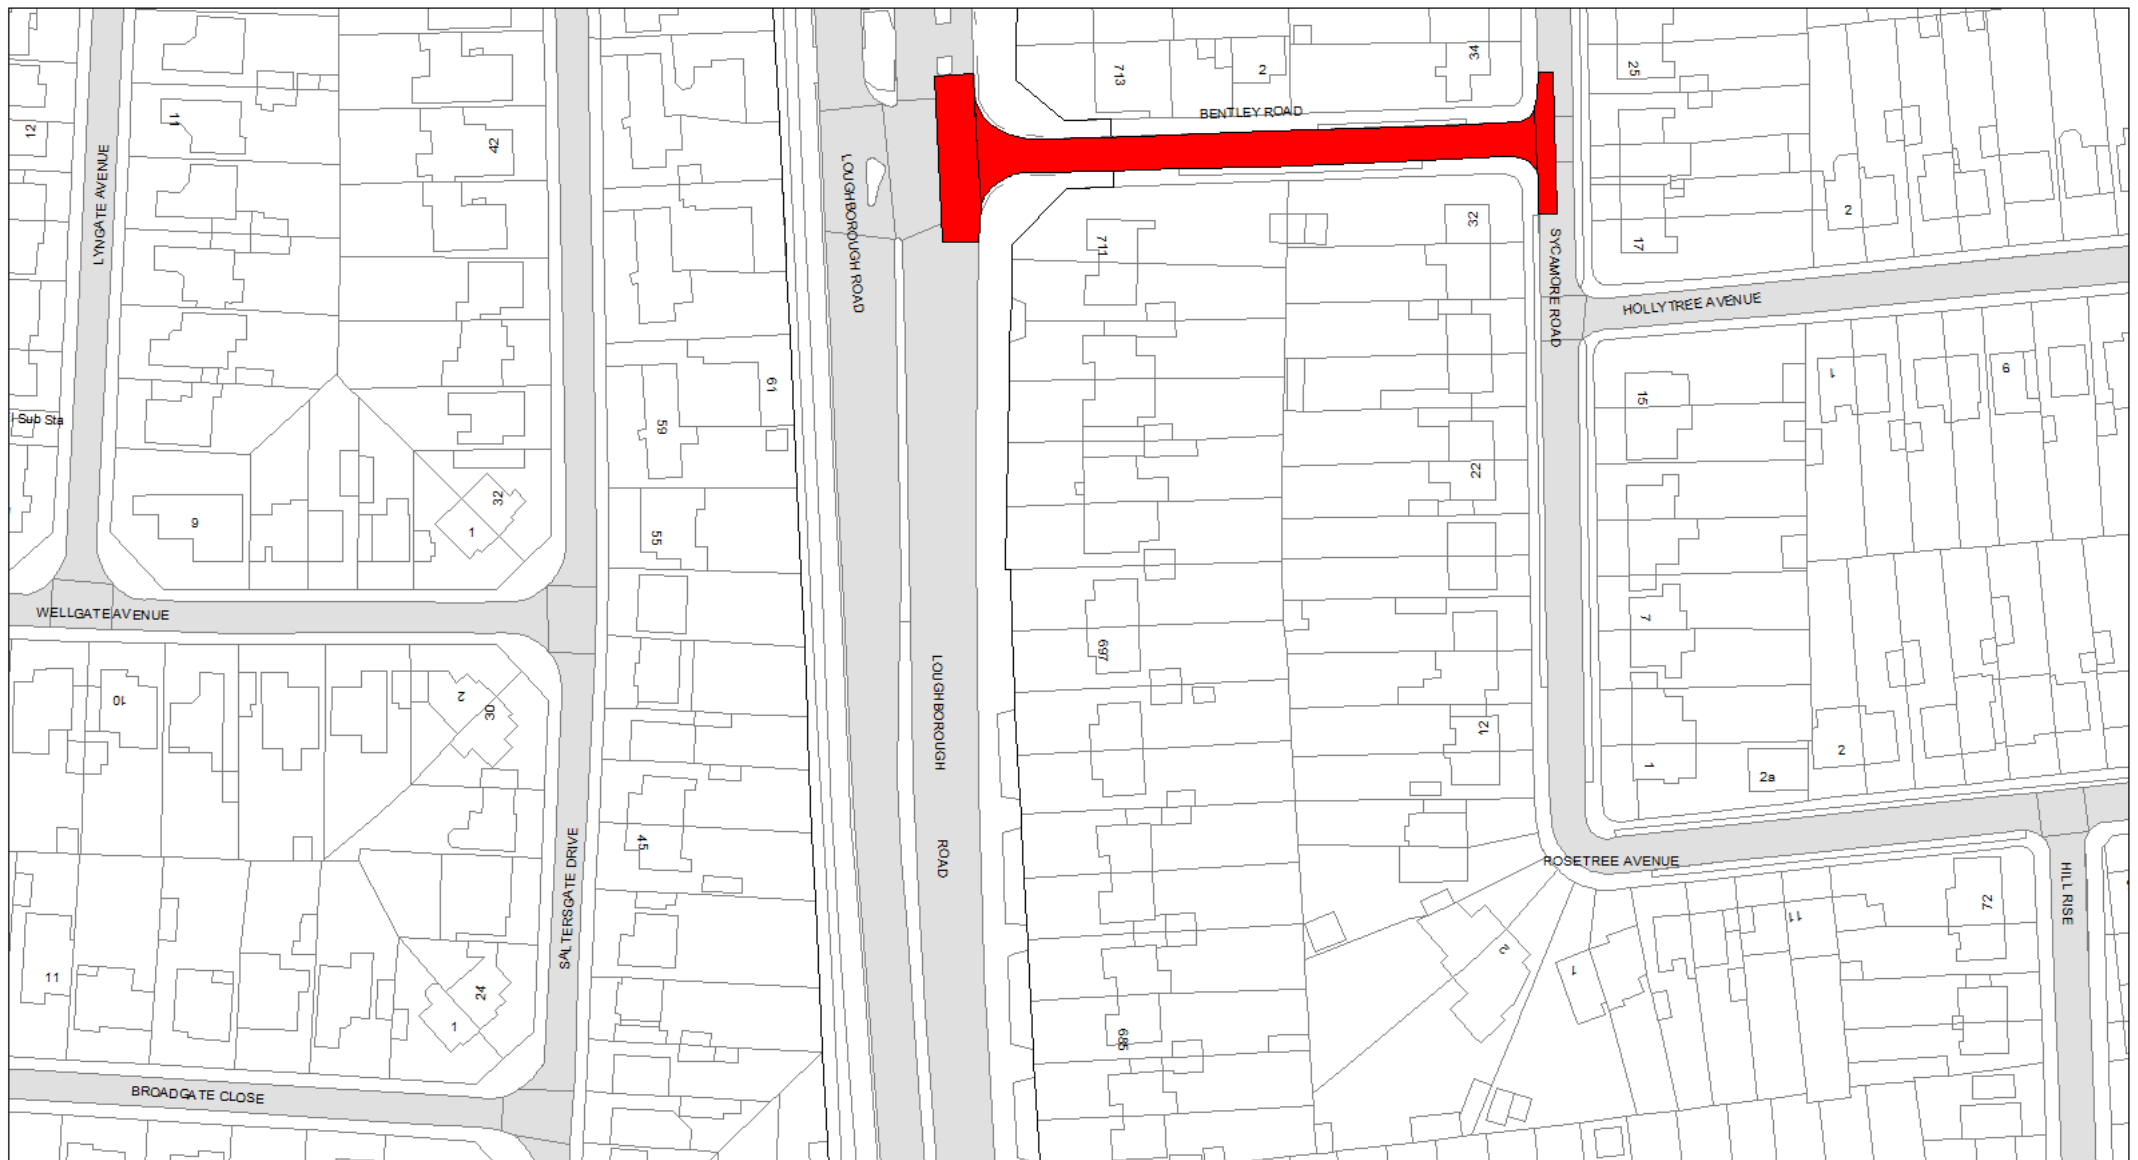 713
2
34
25
BENTLEY ROAD
11
12
42
LYNGATE AVENUE
LOUGHBOROUGH ROAD
2
32
17
711
SYCAMORE ROAD
HOLLYTREE AVENUE
61
1
9
15
Sub Sta
59
22
32
9
1
55
WELLGATE AVENUE
7
697
LOUGHBOROUGH
ROAD
10
2
30
12
2
1
2a
45
SALTERSGATE DRIVE
ROSETREE AVENUE
HILL RISE
72
11
2
1
11
24
1
685
BROADGATE CLOSE